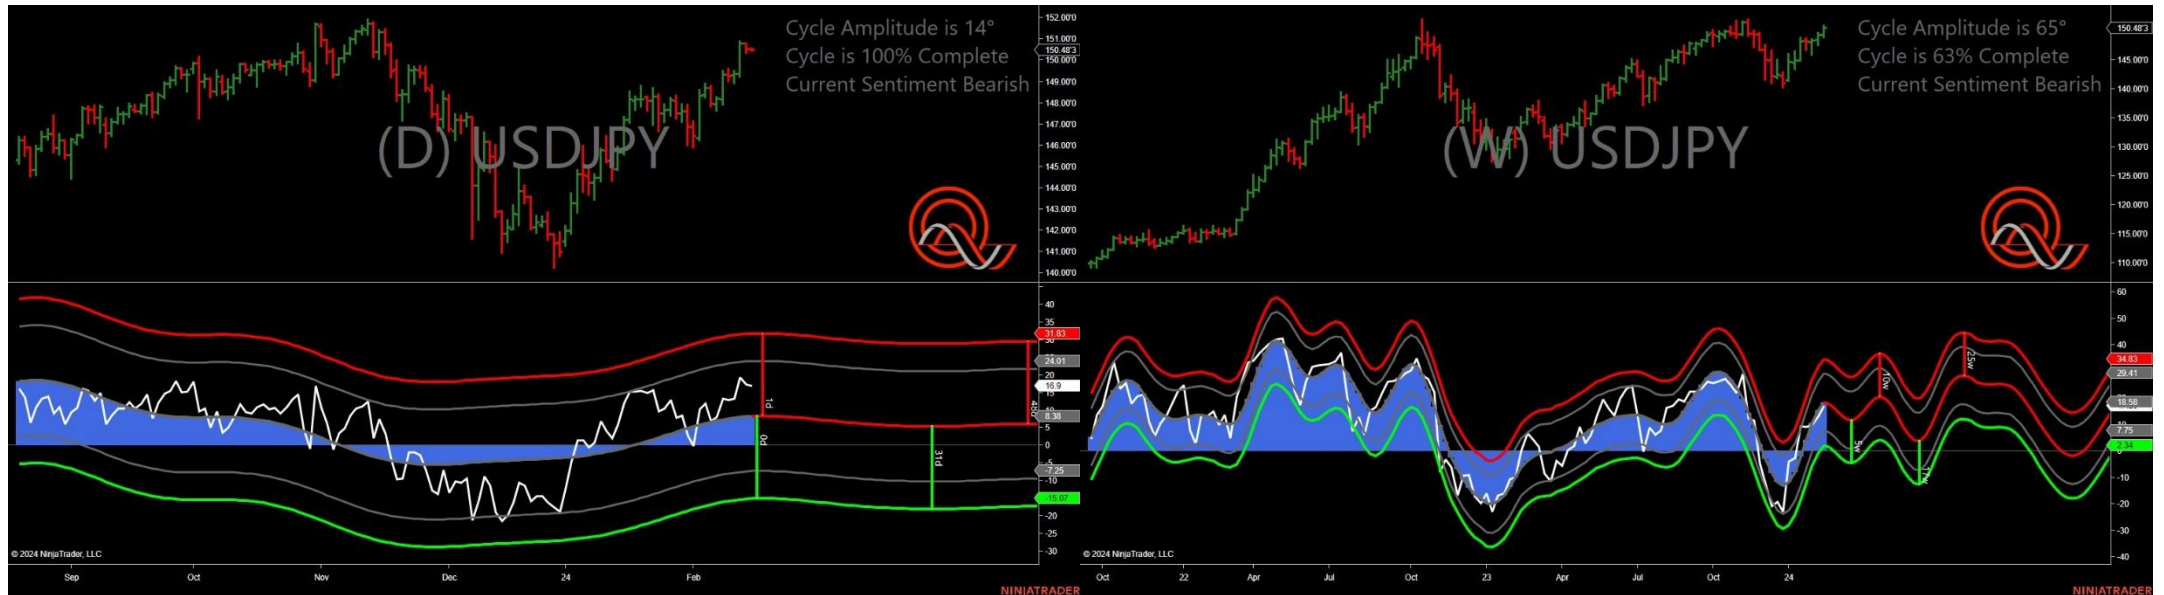 Cycle Amplitude is 14°
Cycle is 100% Complete
Current Sentiment Bearish
(D) USDJPY
152.00'0
151.00'0
150.48'3
150.00'0
149.00'0
148.00'0
147.00'0
146.00'0
145.00'0
144.00'0
143.00'0
142.00'0
141.00'0
140.00'0
40
35
31.83
30
24.01
20
16.9
10
8.38
5
0
-5
-7.25
-10
-15.07
-20
-25
-30
1d
0d
31d
© 2024 NinjaTrader, LLC
Sep Oct Nov Dec 24 Feb
NINJATRADER
Cycle Amplitude is 65°
Cycle is 63% Complete
Current Sentiment Bearish
(W) USDJPY
150.48'3
145.00'0
140.00'0
135.00'0
130.00'0
125.00'0
120.00'0
115.00'0
110.00'0
60
50
40
34.83
29.41
18.58
7.75
2.34
0
-10
-20
-30
-40
5w
10w
25w
© 2024 NinjaTrader, LLC
Oct 22 Apr Jul Oct 23 Apr Jul Oct 24
NINJATRADER